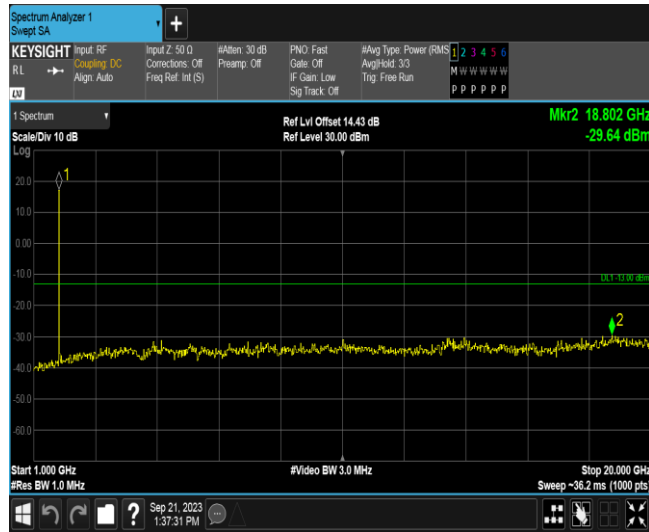 Spectrum Analyzer 1
Swept SA
+
KEYSIGHT
RL
LXI
Input: RF
Coupling: DC
Align: Auto
Input Z: 50 Ω
Corrections: Off
Freq Ref: Int (S)
#Atten: 30 dB
Preamp: Off
PNO: Fast
Gate: Off
IF Gain: Low
Sig Track: Off
#Avg Type: Power (RMS
Avg|Hold: 3/3
Trig: Free Run
1 2 3 4 5 6
M W W W W W
P P P P P P
1 Spectrum
Scale/Div 10 dB
Log
Ref Lvl Offset 14.43 dB
Ref Level 30.00 dBm
Mkr2 18.802 GHz
-29.64 dBm
1
20.0
10.0
0.00
-10.0
DL1 -13.00 dBm
-20.0
2
-30.0
-40.0
-50.0
-60.0
Start 1.000 GHz
#Video BW 3.0 MHz
Stop 20.000 GHz
#Res BW 1.0 MHz
Sweep ~36.2 ms (1000 pts)
?
Sep 21, 2023
1:37:31 PM